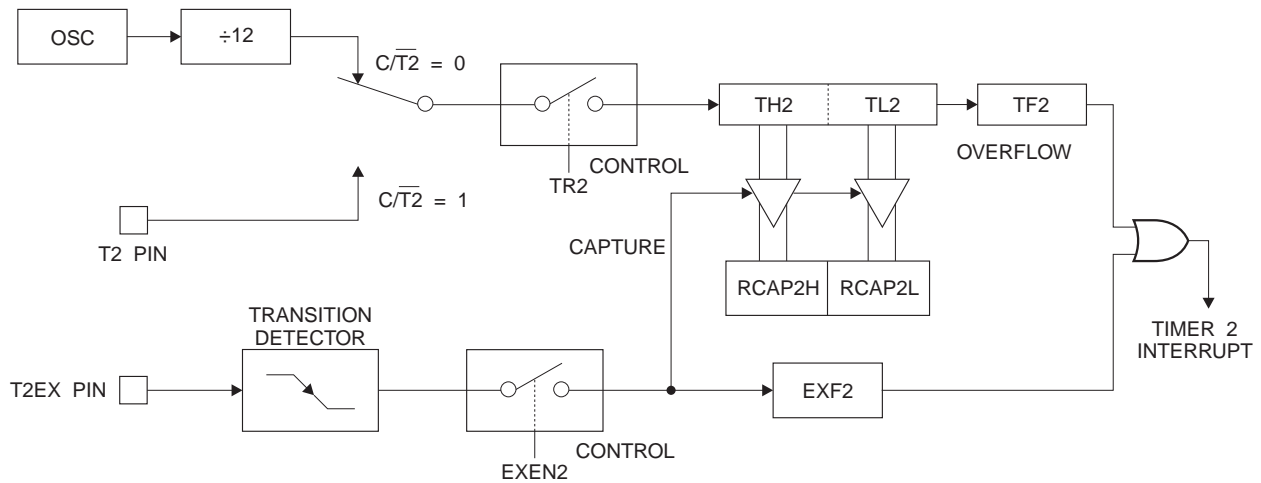 OSC
÷12
C/T2̅ = 0
TH2
TL2
TF2
OVERFLOW
CONTROL
TR2
C/T2̅ = 1
T2 PIN
CAPTURE
RCAP2H
RCAP2L
TIMER 2
INTERRUPT
TRANSITION
DETECTOR
T2EX PIN
EXF2
CONTROL
EXEN2